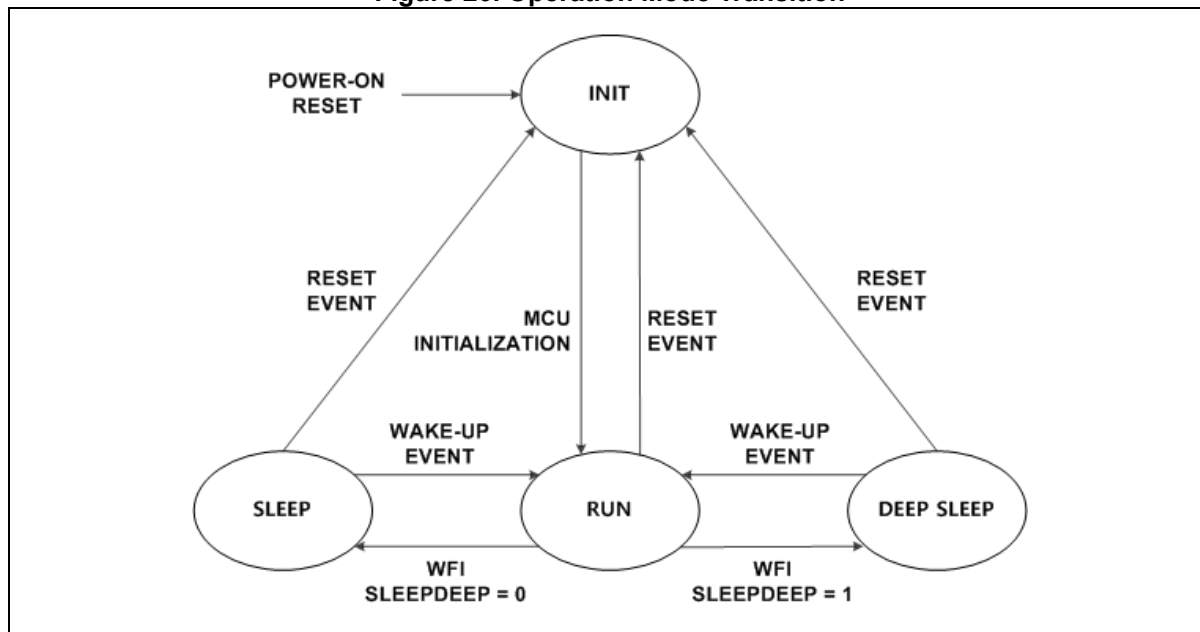 Figure 20. Operation Mode Transition
POWER-ON
RESET
INIT
RESET
EVENT
MCU
INITIALIZATION
RESET
EVENT
RESET
EVENT
WAKE-UP
EVENT
WAKE-UP
EVENT
SLEEP
RUN
DEEP SLEEP
WFI
SLEEPDEEP = 0
WFI
SLEEPDEEP = 1